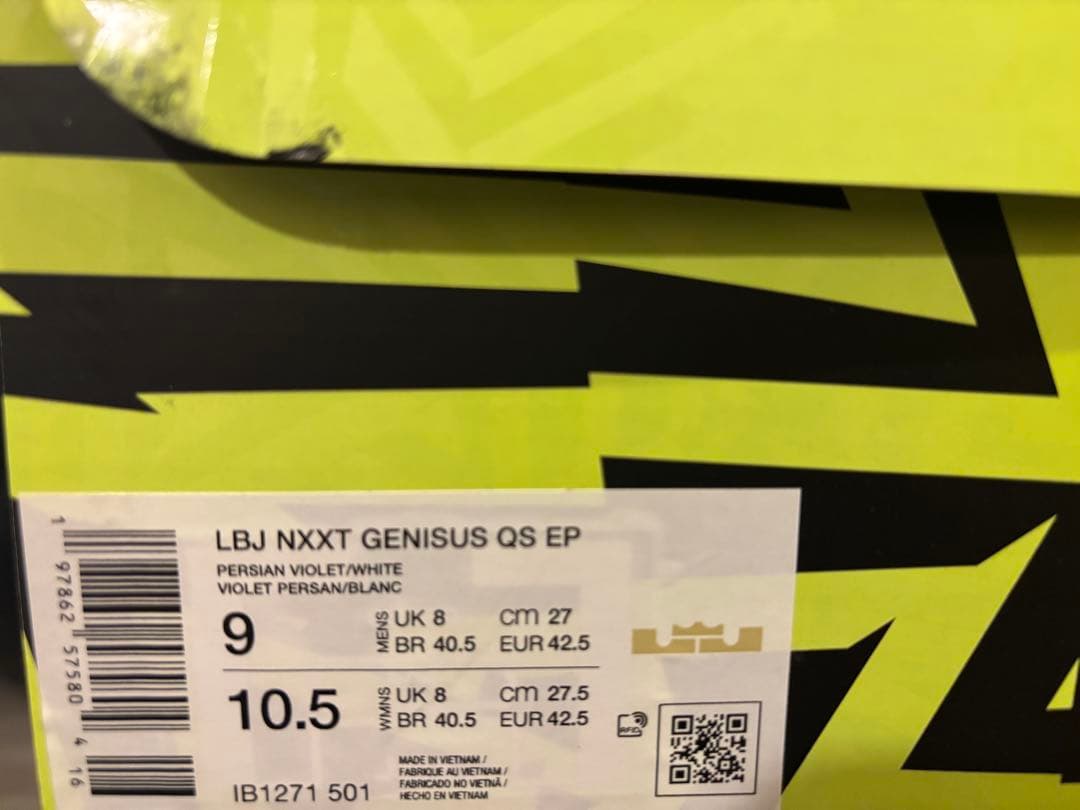 LBJ NXXT GENISUS QS EP
PERSIAN VIOLET/WHITE
VIOLET PERSAN/BLANC
9 MENS UK 8 CM 27
BR 40.5 EUR 42.5
10.5 WMNS UK 8 CM 27.5
BR 40.5 EUR 42.5
RFID
IB1271 501
MADE IN VIETNAM /
FABRIQUE AU VIETNAM /
FABRICADO NO VIETNÃ /
HECHO EN VIETNAM
1 97862 57580 4 16